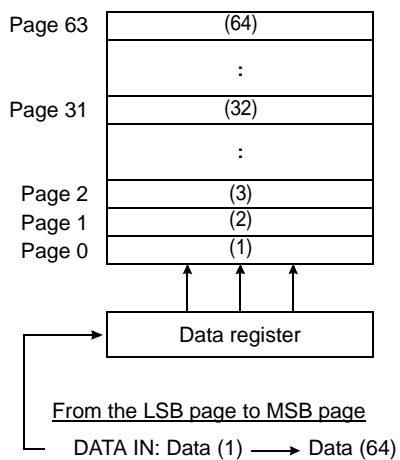 Page 63 (64)
:
Page 31 (32)
:
Page 2 (3)
Page 1 (2)
Page 0 (1)
Data register
From the LSB page to MSB page
DATA IN: Data (1) → Data (64)